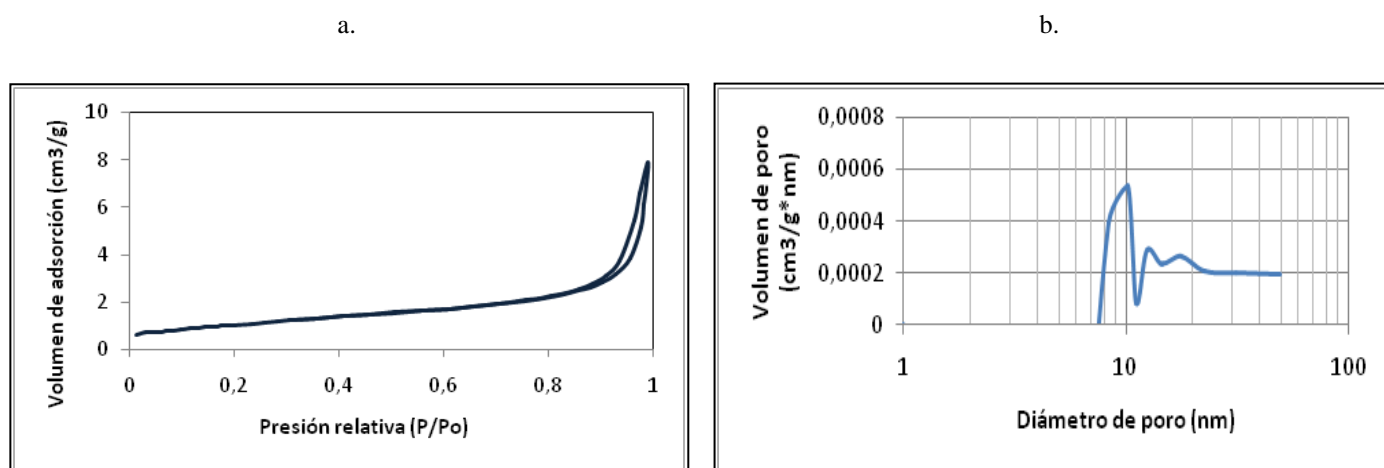 a.
b.
Volumen de adsorción (cm3/g)
10
8
6
4
2
0
0
0,2
0,4
0,6
0,8
1
Presión relativa (P/Po)
Volumen de poro
(cm3/g*nm)
0,0008
0,0006
0,0004
0,0002
0
1
10
100
Diámetro de poro (nm)